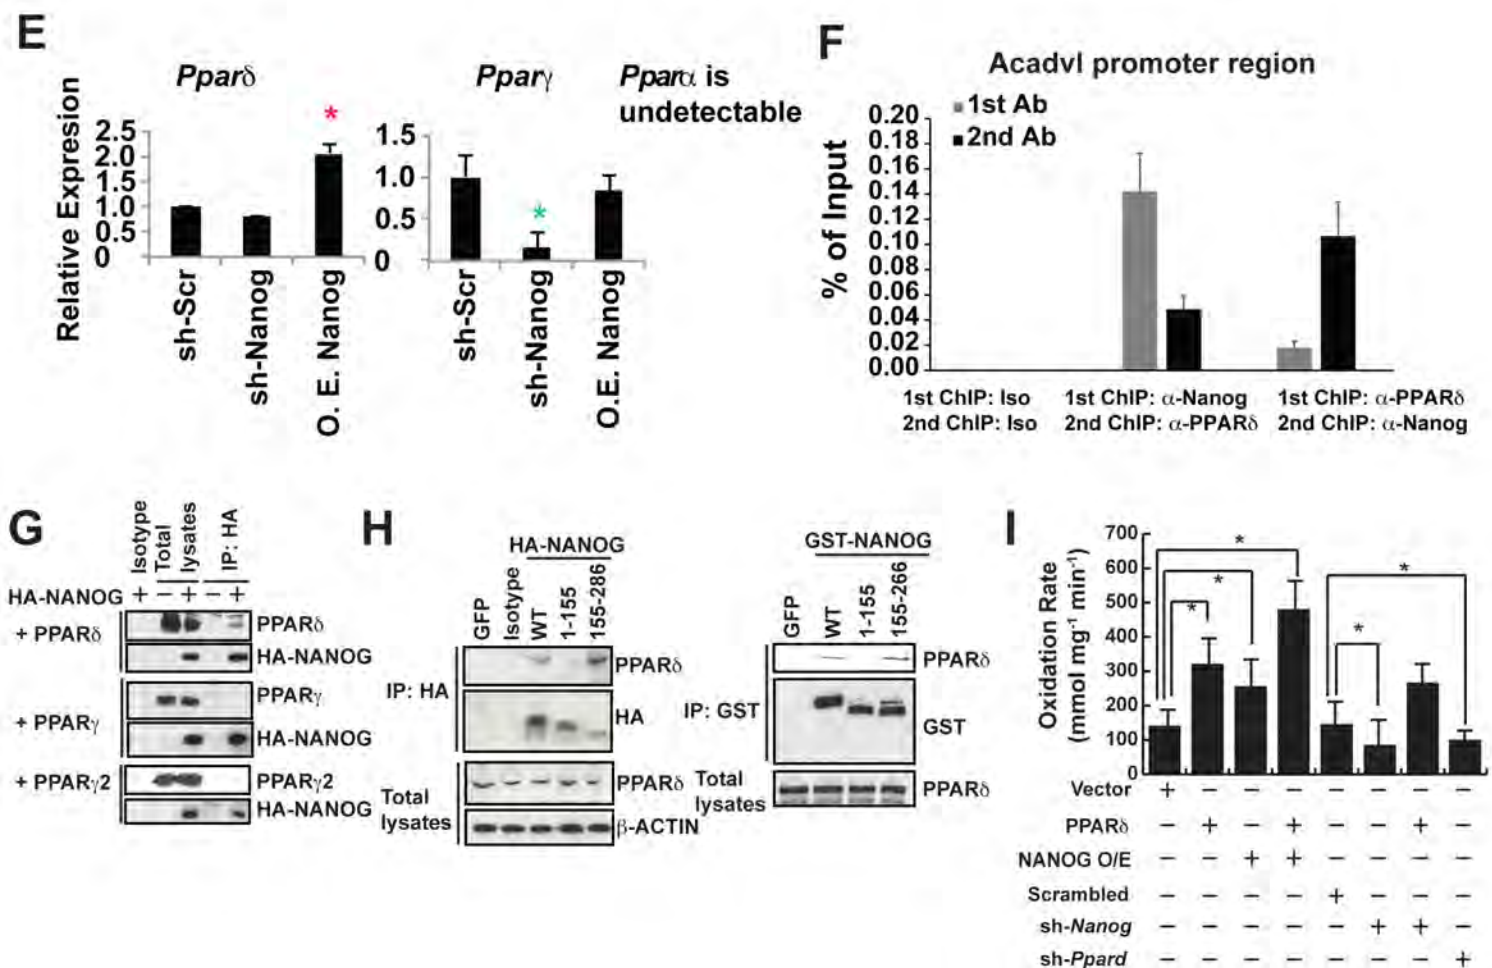 E
Pparδ
Relative Expression
2.5
2.0
1.5
1.0
0.5
0
*
sh-Scr
sh-Nanog
O. E. Nanog
Pparγ
1.5
1.0
0.5
0
*
sh-Scr
sh-Nanog
O.E. Nanog
Pparα is
undetectable
F
Acadvl promoter region
1st Ab
2nd Ab
% of Input
0.20
0.18
0.16
0.14
0.12
0.10
0.08
0.06
0.04
0.02
0.00
1st ChIP: Iso
2nd ChIP: Iso
1st ChIP: α-Nanog
2nd ChIP: α-PPARδ
1st ChIP: α-PPARδ
2nd ChIP: α-Nanog
G
Isotype
Total
lysates
IP: HA
HA-NANOG + − + − +
+ PPARδ
PPARδ
HA-NANOG
+ PPARγ
PPARγ
HA-NANOG
+ PPARγ2
PPARγ2
HA-NANOG
H
HA-NANOG
GFP
Isotype
WT
1-155
155-286
IP: HA
PPARδ
HA
Total
lysates
PPARδ
β-ACTIN
GST-NANOG
GFP
WT
1-155
155-266
IP: GST
PPARδ
GST
Total
lysates
PPARδ
I
Oxidation Rate
(mmol mg-1 min-1)
700
600
500
400
300
200
100
0
*
*
*
*
*
Vector + − − − − − − −
PPARδ − + − + − − + −
NANOG O/E − − + + − − − −
Scrambled − − − − + − − −
sh-Nanog − − − − − + + −
sh-Ppard − − − − − − − +